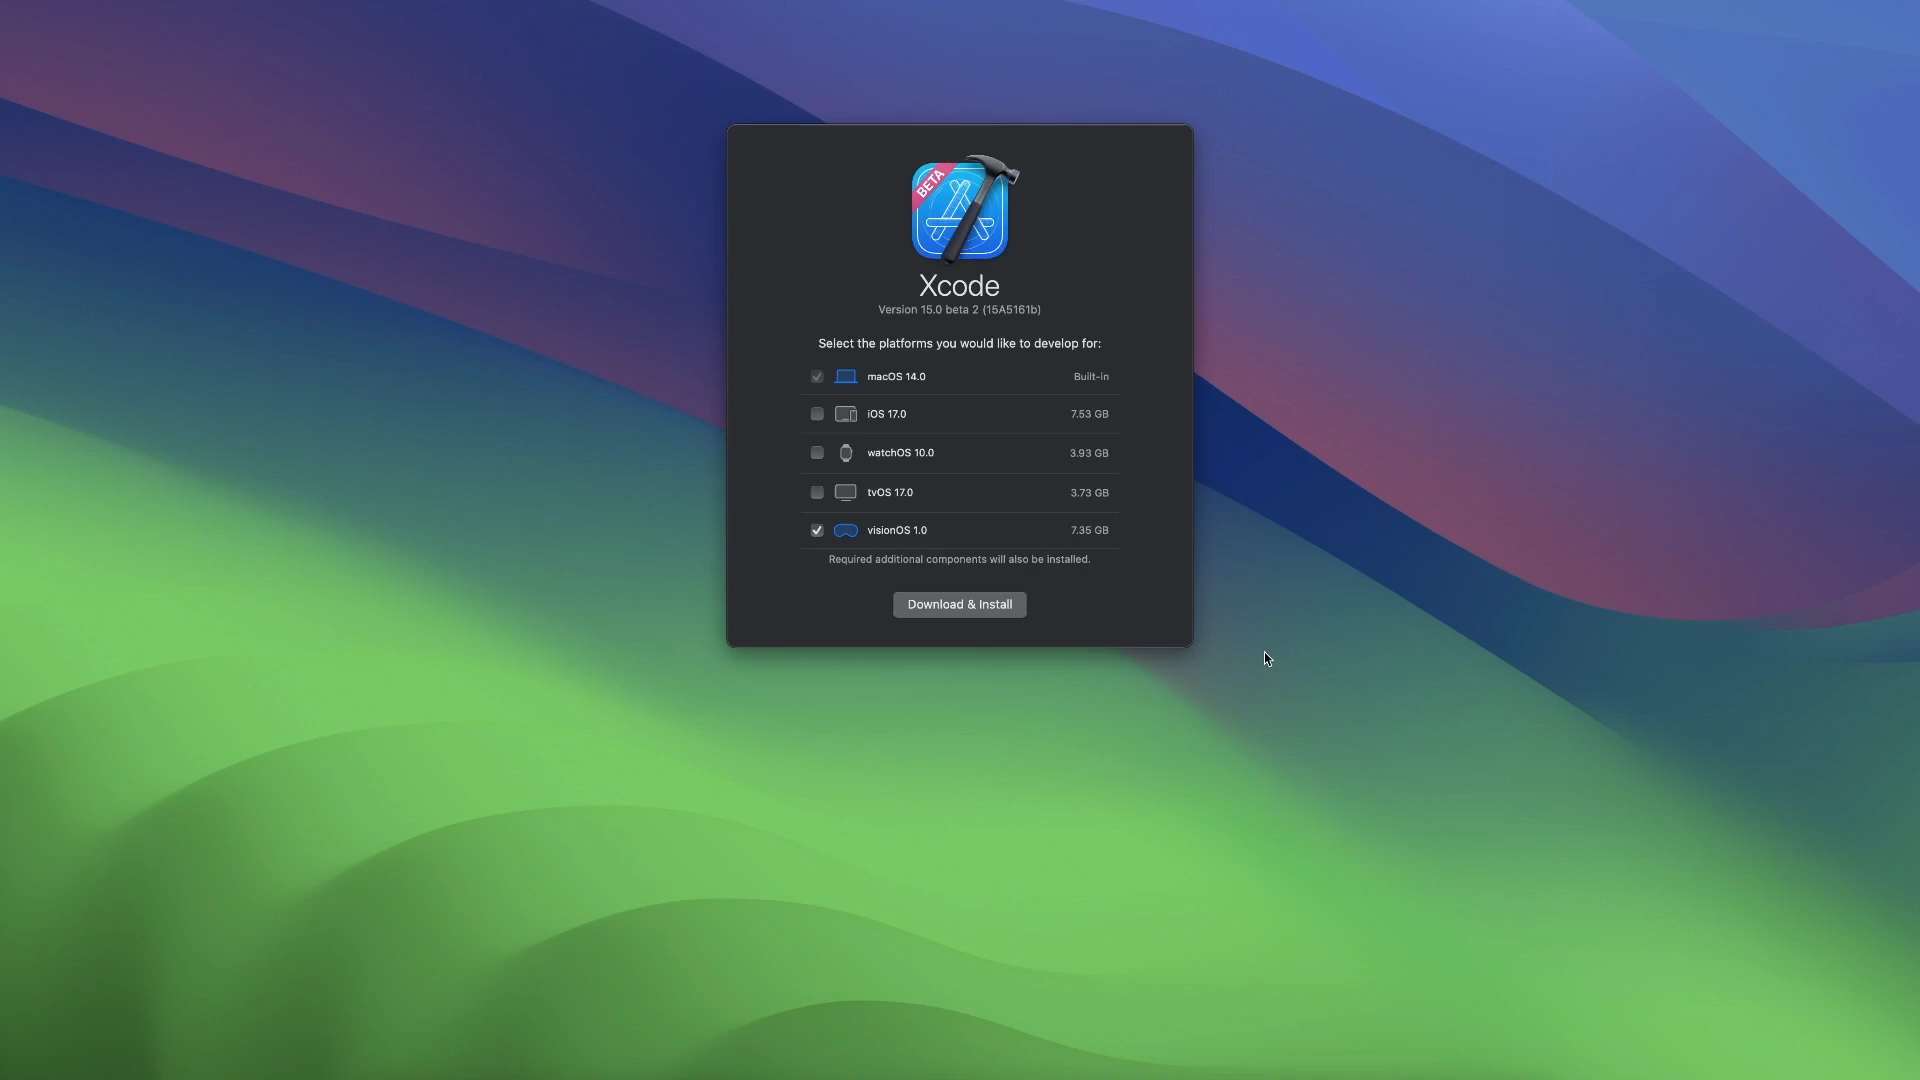 BETA
Xcode
Version 15.0 beta 2 (15A5161b)
Select the platforms you would like to develop for:
macOS 14.0 Built-in
iOS 17.0 7.53 GB
watchOS 10.0 3.93 GB
tvOS 17.0 3.73 GB
visionOS 1.0 7.35 GB
Required additional components will also be installed.
Download & Install